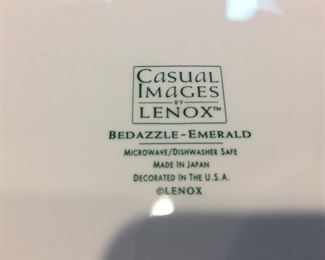 CASUAL
IMAGES
BY
LENOX™
BEDAZZLE-EMERALD
MICROWAVE/DISHWASHER SAFE
MADE IN JAPAN
DECORATED IN THE U.S.A.
©LENOX